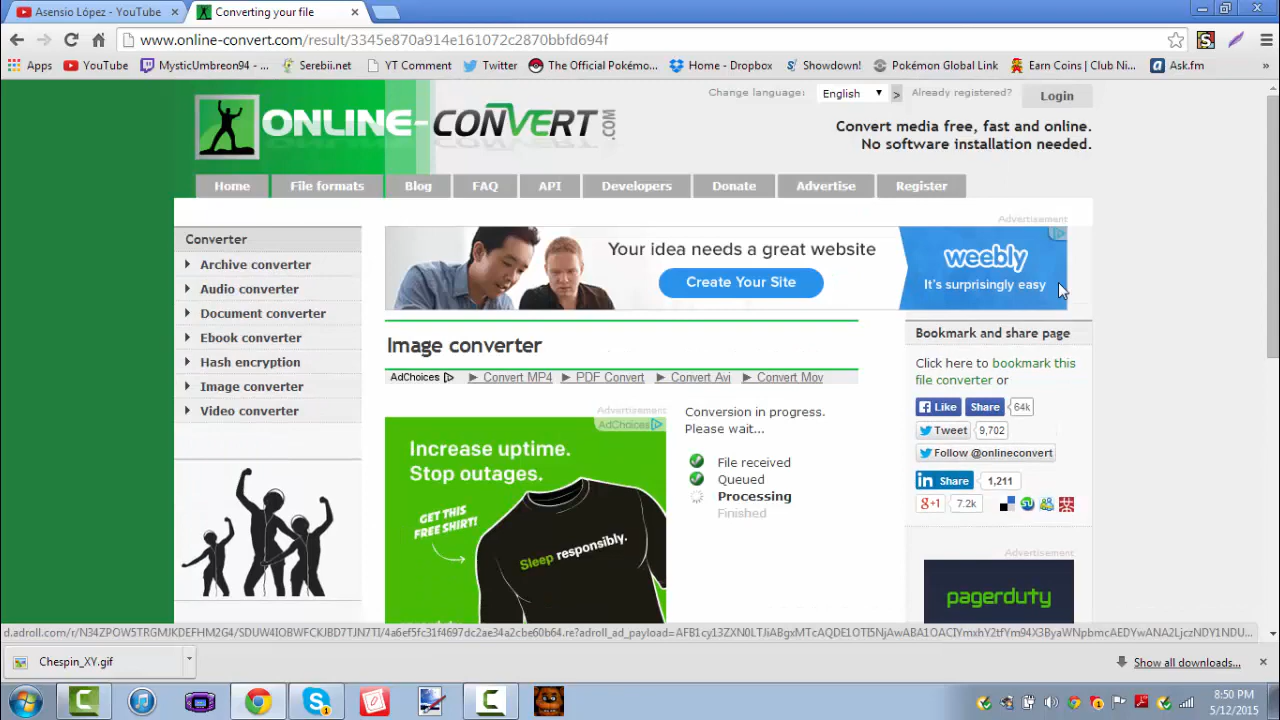 Asensio López - YouTube
Converting your file
www.online-convert.com/result/3345e870a914e161072c2870bbfd694f
Apps
YouTube
MysticUmbreon94 - ...
Serebii.net
YT Comment
Twitter
The Official Pokémo...
Home - Dropbox
Showdown!
Pokémon Global Link
Earn Coins | Club Ni...
Ask.fm
»
ONLINE-CONVERT.COM
Change language:
English
>
Already registered?
Login
Convert media free, fast and online.
No software installation needed.
Home
File formats
Blog
FAQ
API
Developers
Donate
Advertise
Register
Advertisement
Converter
Archive converter
Audio converter
Document converter
Ebook converter
Hash encryption
Image converter
Video converter
Your idea needs a great website
Create Your Site
weebly
It's surprisingly easy
Image converter
AdChoices
Convert MP4
PDF Convert
Convert Avi
Convert Mov
Advertisement
AdChoices
Increase uptime.
Stop outages.
GET THIS
FREE SHIRT!
Sleep responsibly.
Conversion in progress.
Please wait...
File received
Queued
Processing
Finished
Bookmark and share page
Click here to bookmark this
file converter or
Like
Share
64k
Tweet
9,702
Follow @onlineconvert
in Share
1,211
g+1
7.2k
Advertisement
pagerduty
Chespin_XY.gif
Show all downloads...
8:50 PM
5/12/2015